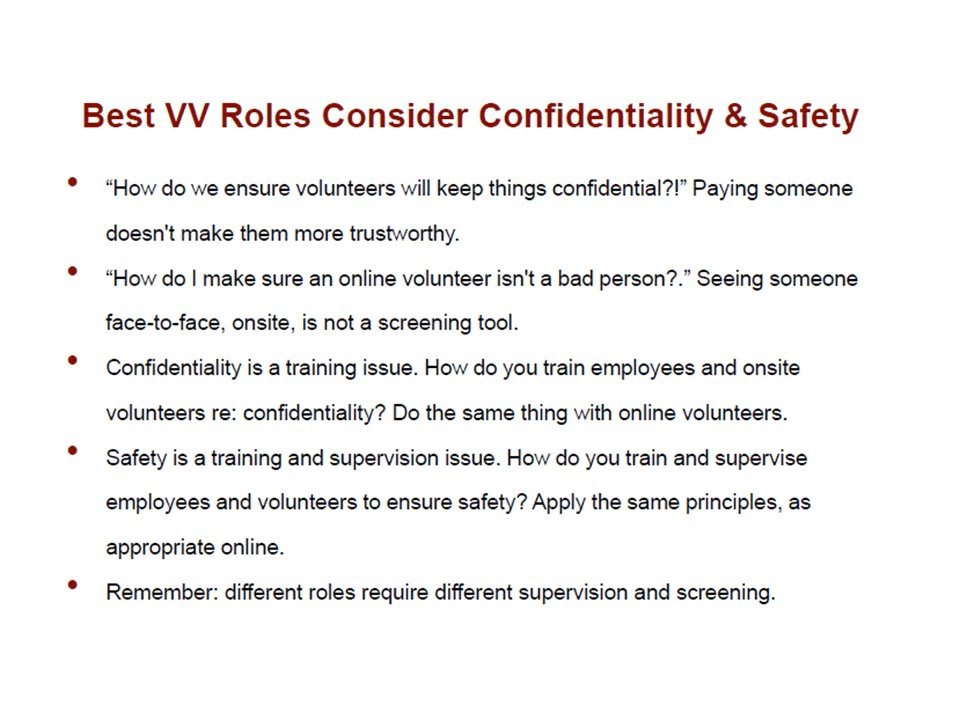 Best VV Roles Consider Confidentiality & Safety
• “How do we ensure volunteers will keep things confidential?!” Paying someone
doesn't make them more trustworthy.
• “How do I make sure an online volunteer isn't a bad person?.” Seeing someone
face-to-face, onsite, is not a screening tool.
• Confidentiality is a training issue. How do you train employees and onsite
volunteers re: confidentiality? Do the same thing with online volunteers.
• Safety is a training and supervision issue. How do you train and supervise
employees and volunteers to ensure safety? Apply the same principles, as
appropriate online.
• Remember: different roles require different supervision and screening.